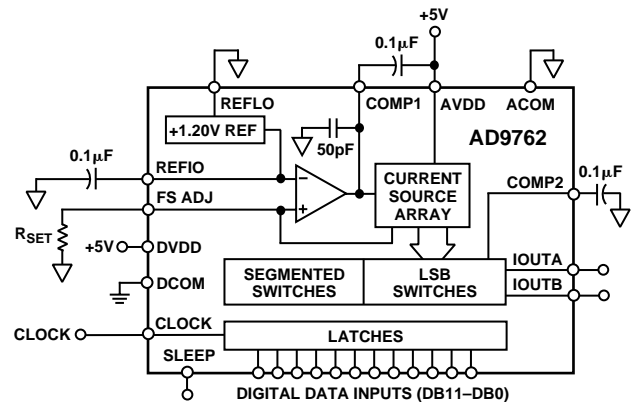 +5V
0.1µF
REFLO
COMP1
AVDD
ACOM
+1.20V REF
50pF
AD9762
0.1µF
REFIO
CURRENT
SOURCE
ARRAY
COMP2
0.1µF
FS ADJ
RSET
+5V
DVDD
DCOM
SEGMENTED
SWITCHES
LSB
SWITCHES
IOUTA
IOUTB
CLOCK
CLOCK
LATCHES
SLEEP
DIGITAL DATA INPUTS (DB11–DB0)